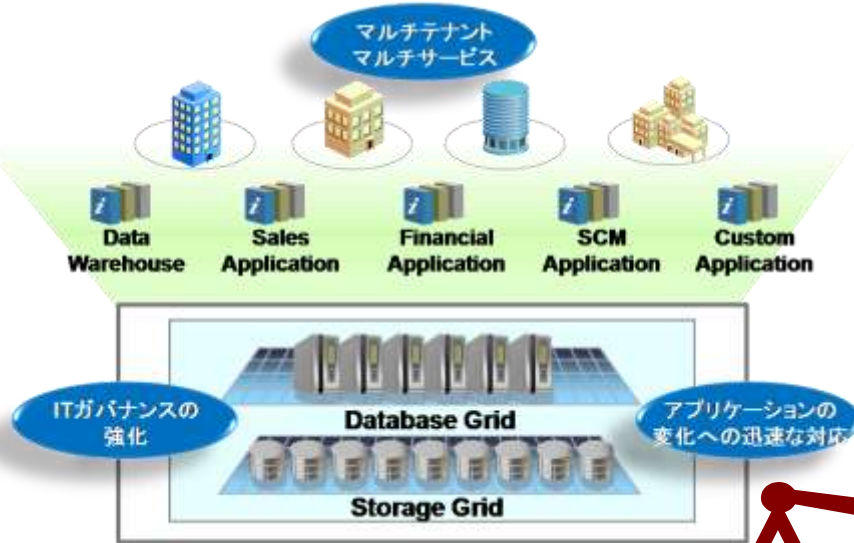 マルチテナント
マルチサービス
Data
Warehouse
Sales
Application
Financial
Application
SCM
Application
Custom
Application
ITガバナンスの
強化
Database Grid
アプリケーションの
変化への迅速な対応
Storage Grid